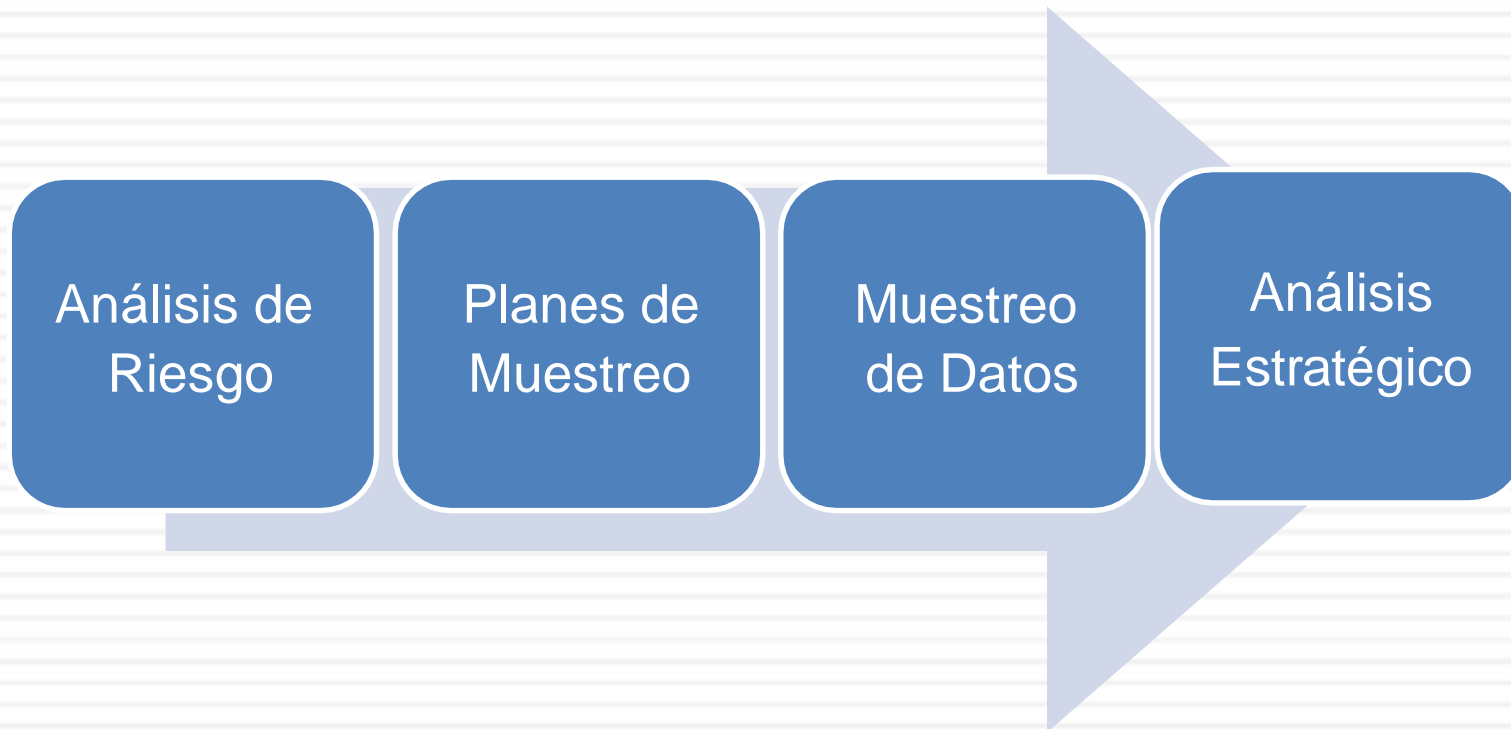 Análisis de
Riesgo
Planes de
Muestreo
Muestreo
de Datos
Análisis
Estratégico